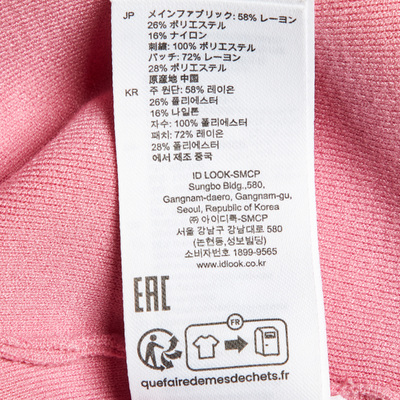 JP メインファブリック: 58% レーヨン
26% ポリエステル
16% ナイロン
刺繍: 100% ポリエステル
パッチ: 72% レーヨン
28% ポリエステル
原産地 中国
KR 주 원단: 58% 레이온
26% 폴리에스터
16% 나일론
자수: 100% 폴리에스터
패치: 72% 레이온
28% 폴리에스터
에서 제조 중국
ID LOOK-SMCP
Sungbo Bldg.,580,
Gangnam-daero, Gangnam-gu,
Seoul, Republic of Korea
㈜ 아이디룩-SMCP
서울 강남구 강남대로 580
(논현동,성보빌딩)
소비자번호 1899-9565
www.idlook.co.kr
EAC
FR
quefairedemesdechets.fr